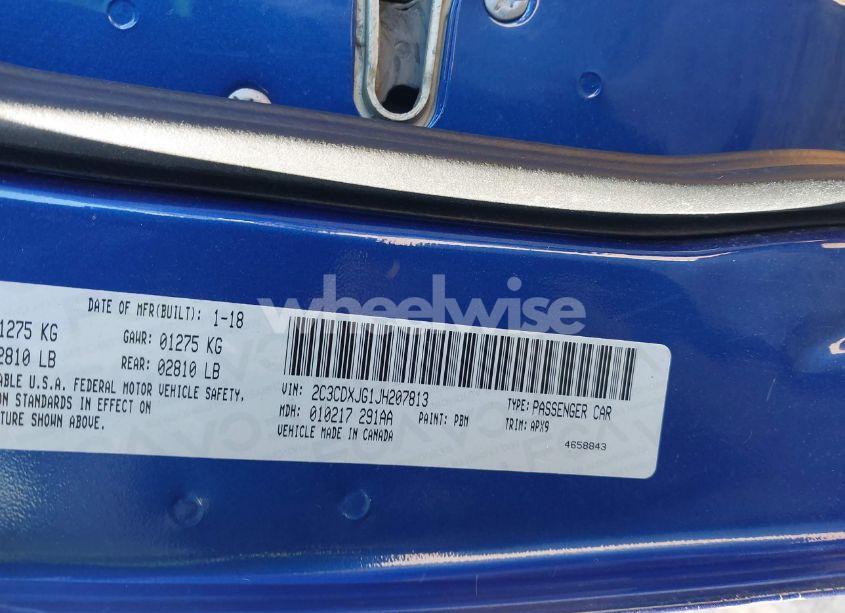 wheelwise
DATE OF MFR(BUILT): 1-18
1275 KG GAWR: 01275 KG
2810 LB REAR: 02810 LB
ABLE U.S.A. FEDERAL MOTOR VEHICLE SAFETY,
ON STANDARDS IN EFFECT ON
TURE SHOWN ABOVE.
VIN: 2C3CDXJG1JH207813 TYPE: PASSENGER CAR
MDH: 010217 291AA PAINT: PBM TRIM: APX9
VEHICLE MADE IN CANADA 4658843